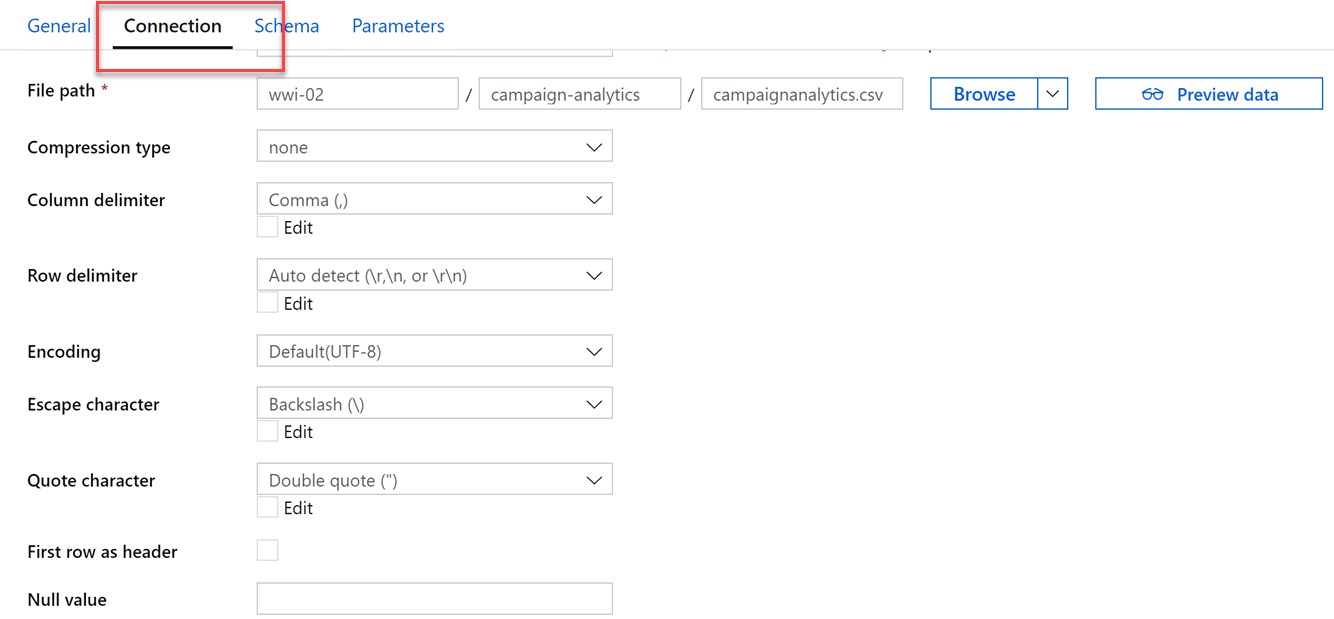 General Connection Schema Parameters
File path * wwi-02 / campaign-analytics / campaignanalytics.csv Browse Preview data
Compression type none
Column delimiter Comma (,)
Edit
Row delimiter Auto detect (\r,\n, or \r\n)
Edit
Encoding Default(UTF-8)
Escape character Backslash (\)
Edit
Quote character Double quote (")
Edit
First row as header
Null value